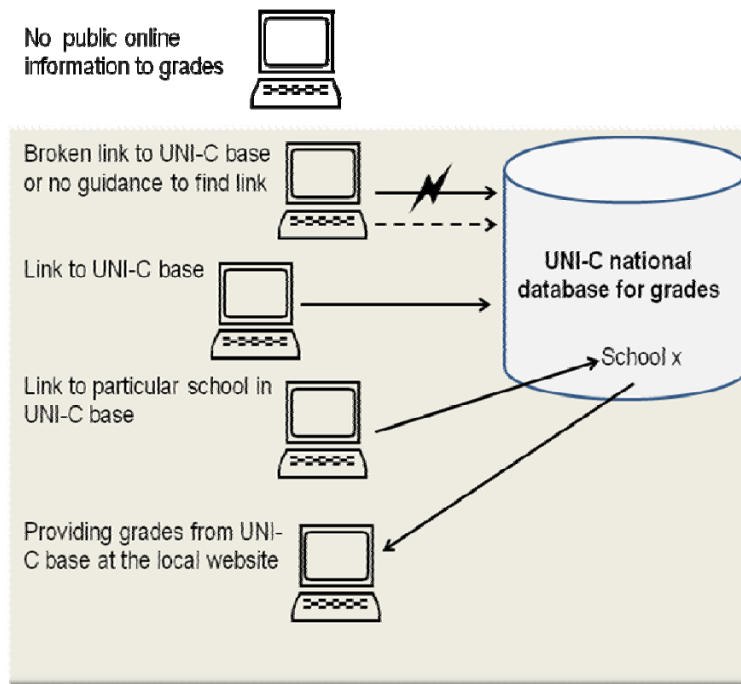 No public online
information to grades
Broken link to UNI-C base
or no guidance to find link
UNI-C national
database for grades
Link to UNI-C base
School x
Link to particular school in
UNI-C base
Providing grades from UNI-
C base at the local website